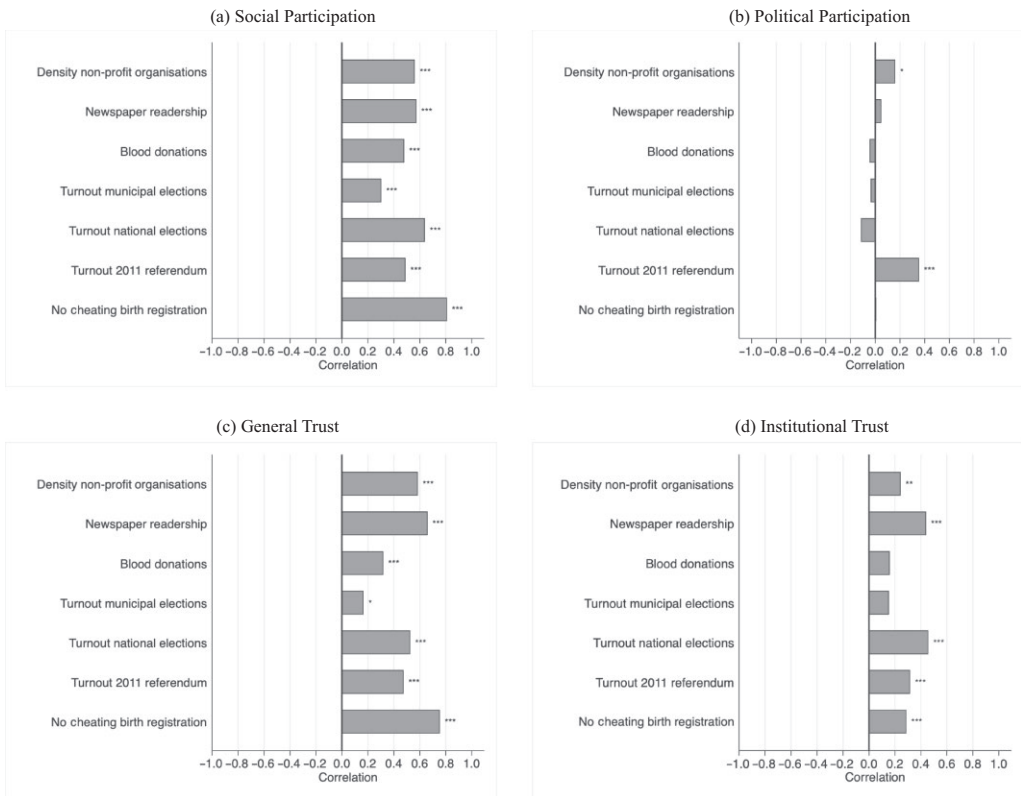 (a) Social Participation
Density non-profit organisations ***
Newspaper readership ***
Blood donations ***
Turnout municipal elections ***
Turnout national elections ***
Turnout 2011 referendum ***
No cheating birth registration ***
−1.0 −0.8 −0.6 −0.4 −0.2 0.0 0.2 0.4 0.6 0.8 1.0
Correlation
(b) Political Participation
Density non-profit organisations *
Newspaper readership
Blood donations
Turnout municipal elections
Turnout national elections
Turnout 2011 referendum ***
No cheating birth registration
−1.0 −0.8 −0.6 −0.4 −0.2 0.0 0.2 0.4 0.6 0.8 1.0
Correlation
(c) General Trust
Density non-profit organisations ***
Newspaper readership ***
Blood donations ***
Turnout municipal elections *
Turnout national elections ***
Turnout 2011 referendum ***
No cheating birth registration ***
−1.0 −0.8 −0.6 −0.4 −0.2 0.0 0.2 0.4 0.6 0.8 1.0
Correlation
(d) Institutional Trust
Density non-profit organisations **
Newspaper readership ***
Blood donations
Turnout municipal elections
Turnout national elections ***
Turnout 2011 referendum ***
No cheating birth registration ***
−1.0 −0.8 −0.6 −0.4 −0.2 0.0 0.2 0.4 0.6 0.8 1.0
Correlation